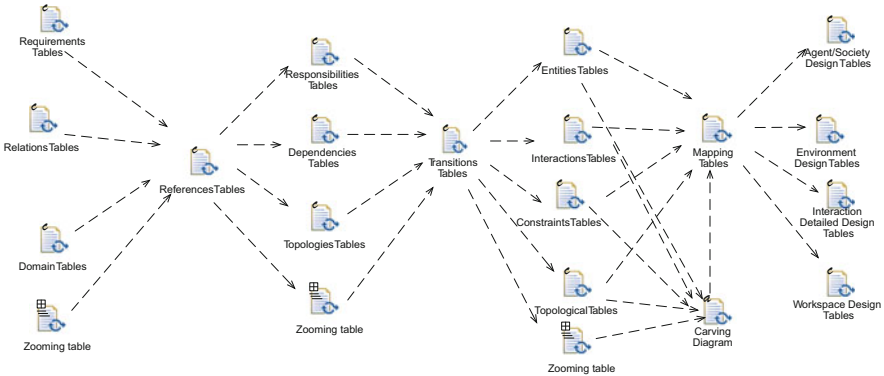 Requirements
Tables
Relations Tables
Domain Tables
Zooming table
References Tables
Responsibilities
Tables
Dependencies
Tables
Topologies Tables
Zooming table
Transitions
Tables
Entities Tables
Interactions Tables
Constraints Tables
Topological Tables
Zooming table
Mapping
Tables
Carving
Diagram
Agent/Society
Design Tables
Environment
Design Tables
Interaction
Detailed Design
Tables
Workspace Design
Tables